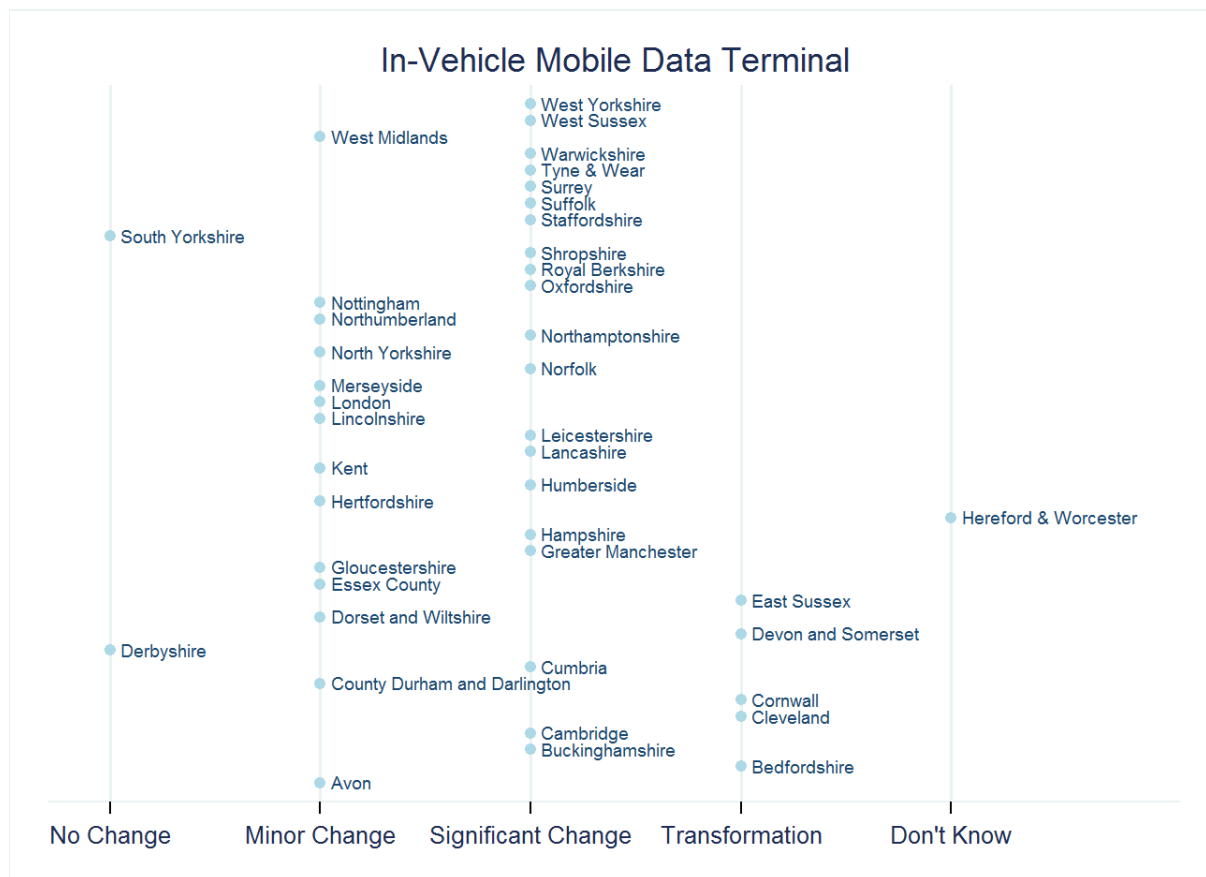 In-Vehicle Mobile Data Terminal
West Yorkshire
West Sussex
West Midlands
Warwickshire
Tyne & Wear
Surrey
Suffolk
Staffordshire
South Yorkshire
Shropshire
Royal Berkshire
Oxfordshire
Nottingham
Northumberland
Northamptonshire
North Yorkshire
Norfolk
Merseyside
London
Lincolnshire
Leicestershire
Lancashire
Kent
Humberside
Hertfordshire
Hereford & Worcester
Hampshire
Greater Manchester
Gloucestershire
Essex County
East Sussex
Dorset and Wiltshire
Devon and Somerset
Derbyshire
Cumbria
County Durham and Darlington
Cornwall
Cleveland
Cambridge
Buckinghamshire
Bedfordshire
Avon
No Change Minor Change Significant Change Transformation Don't Know